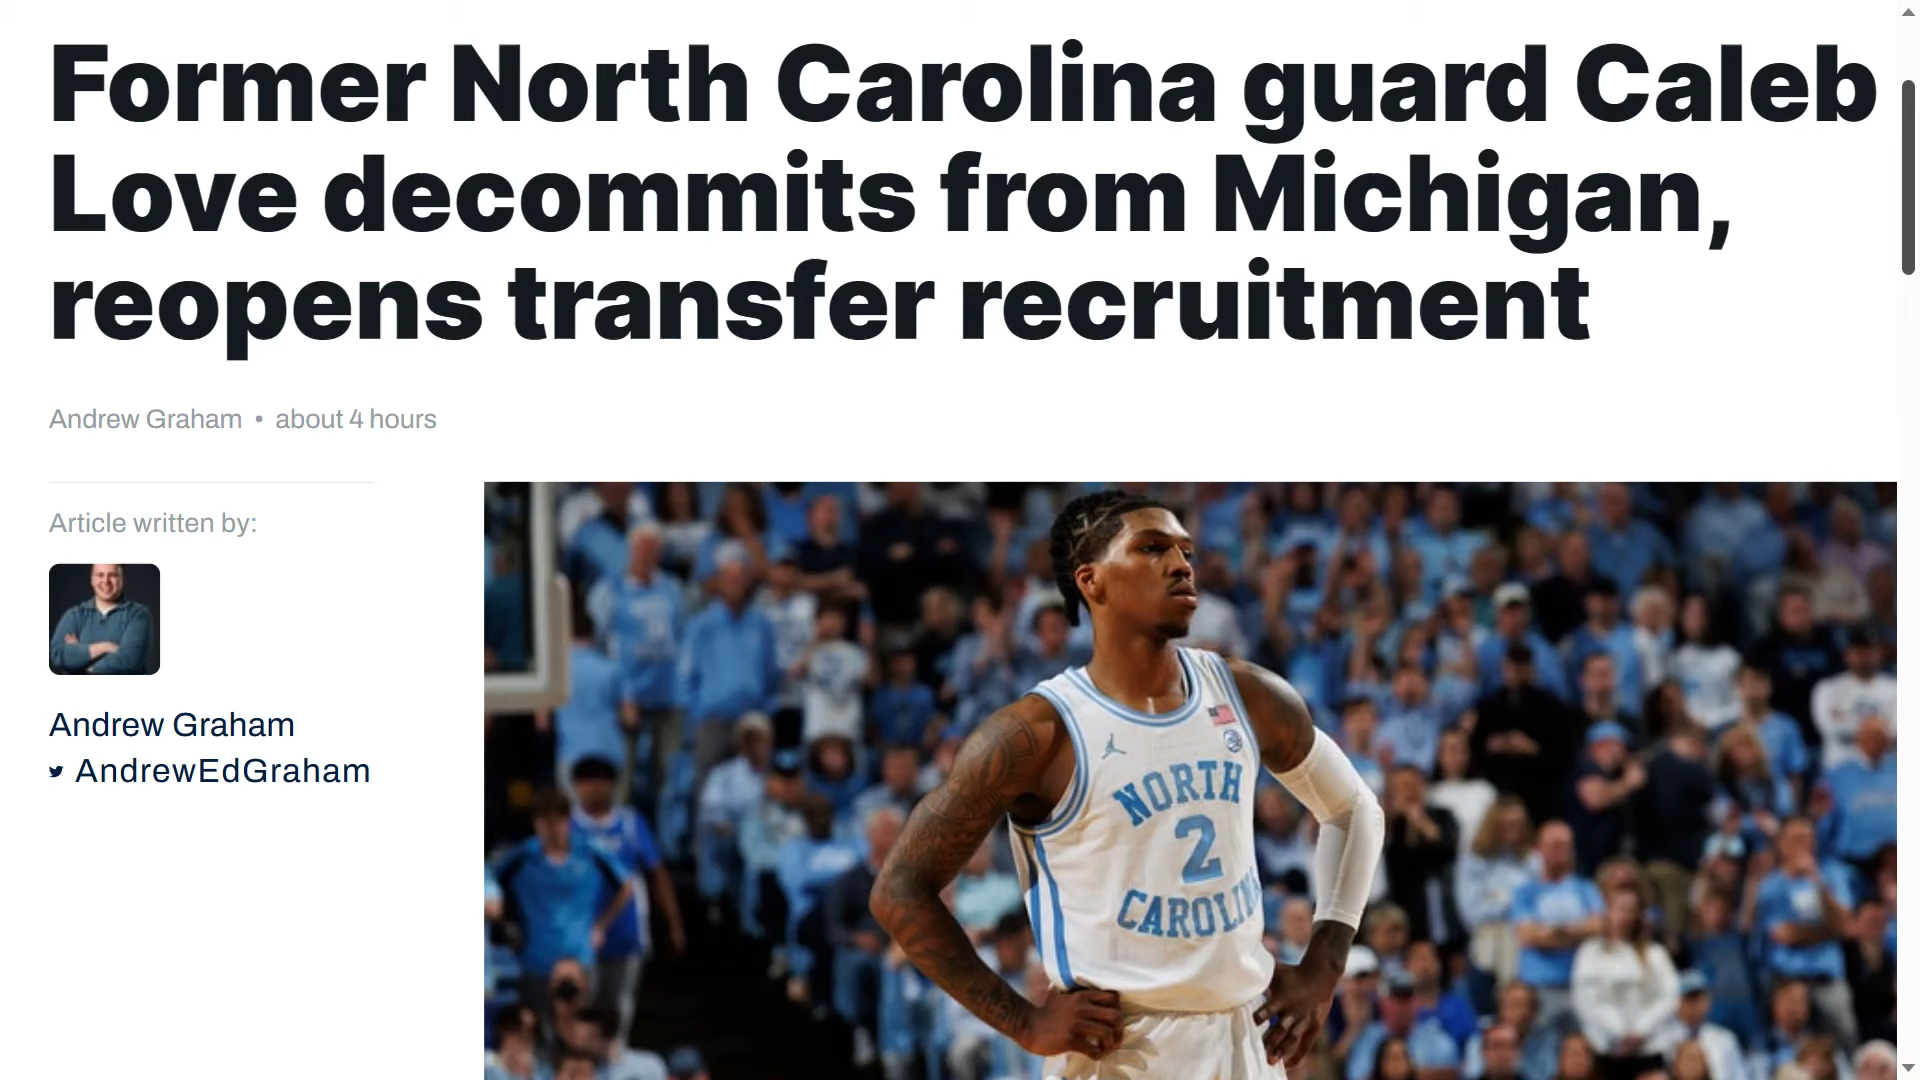 Former North Carolina guard Caleb
Love decommits from Michigan,
reopens transfer recruitment
Andrew Graham • about 4 hours
Article written by:
Andrew Graham
AndrewEdGraham
NORTH
2
CAROLINA